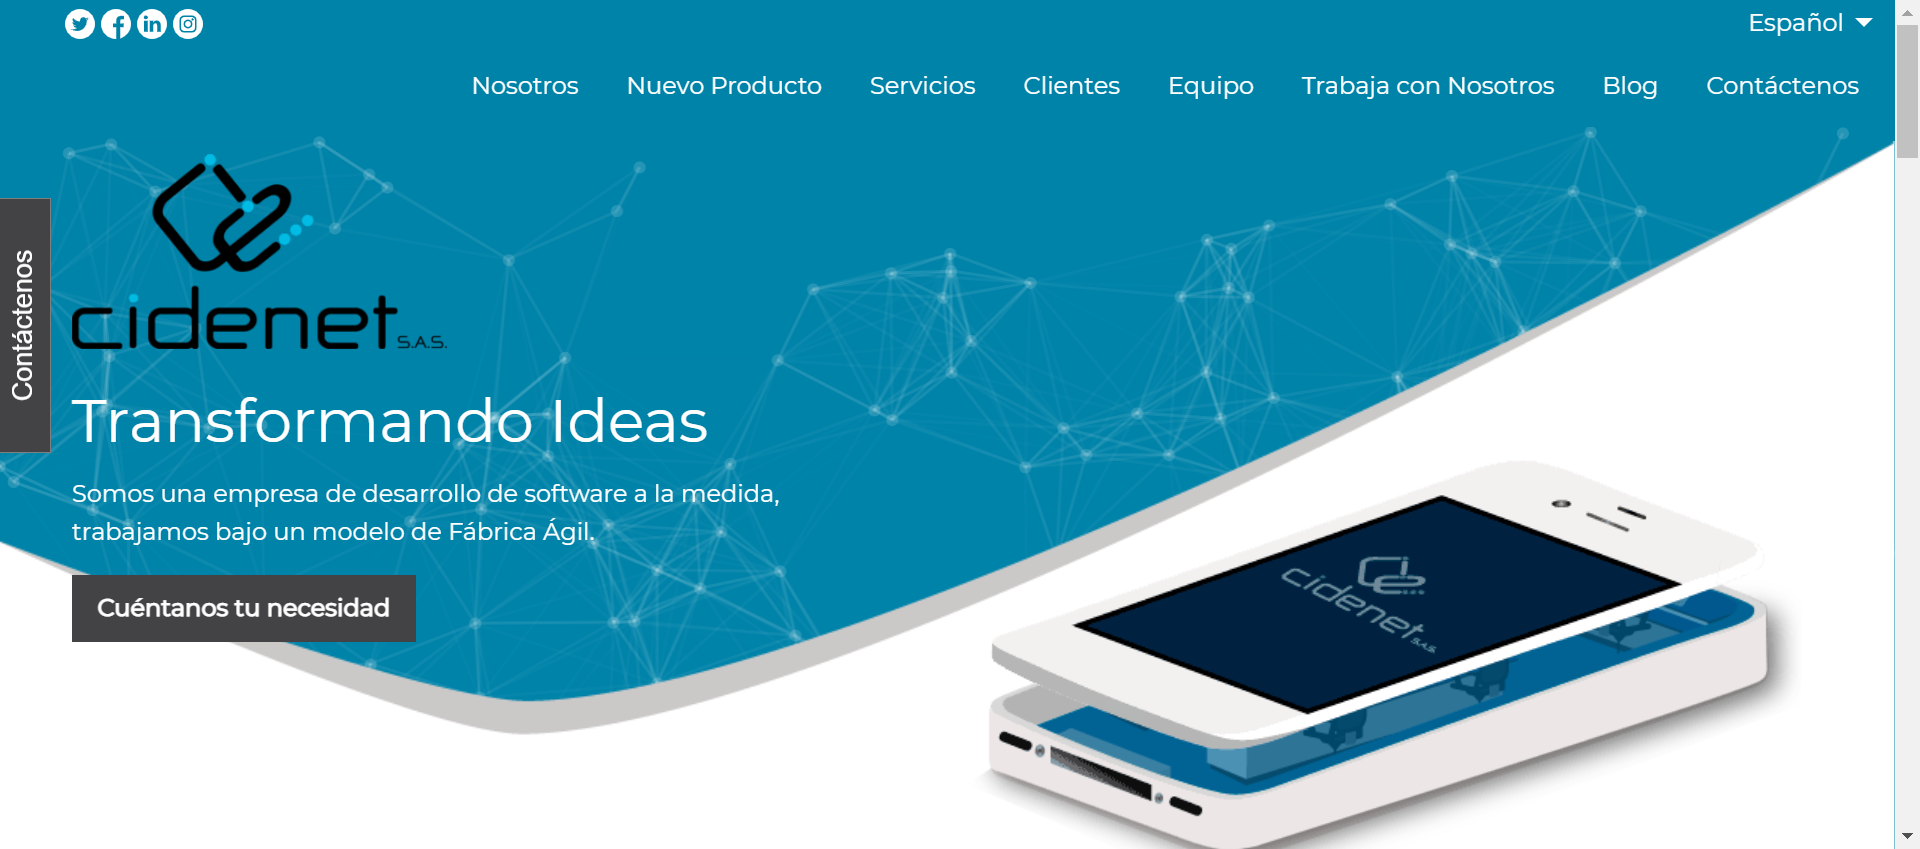 Español
Nosotros Nuevo Producto Servicios Clientes Equipo Trabaja con Nosotros Blog Contáctenos
Contáctenos
cidenet S.A.S.
Transformando Ideas
Somos una empresa de desarrollo de software a la medida,
trabajamos bajo un modelo de Fábrica Ágil.
Cuéntanos tu necesidad
cidenet S.A.S.